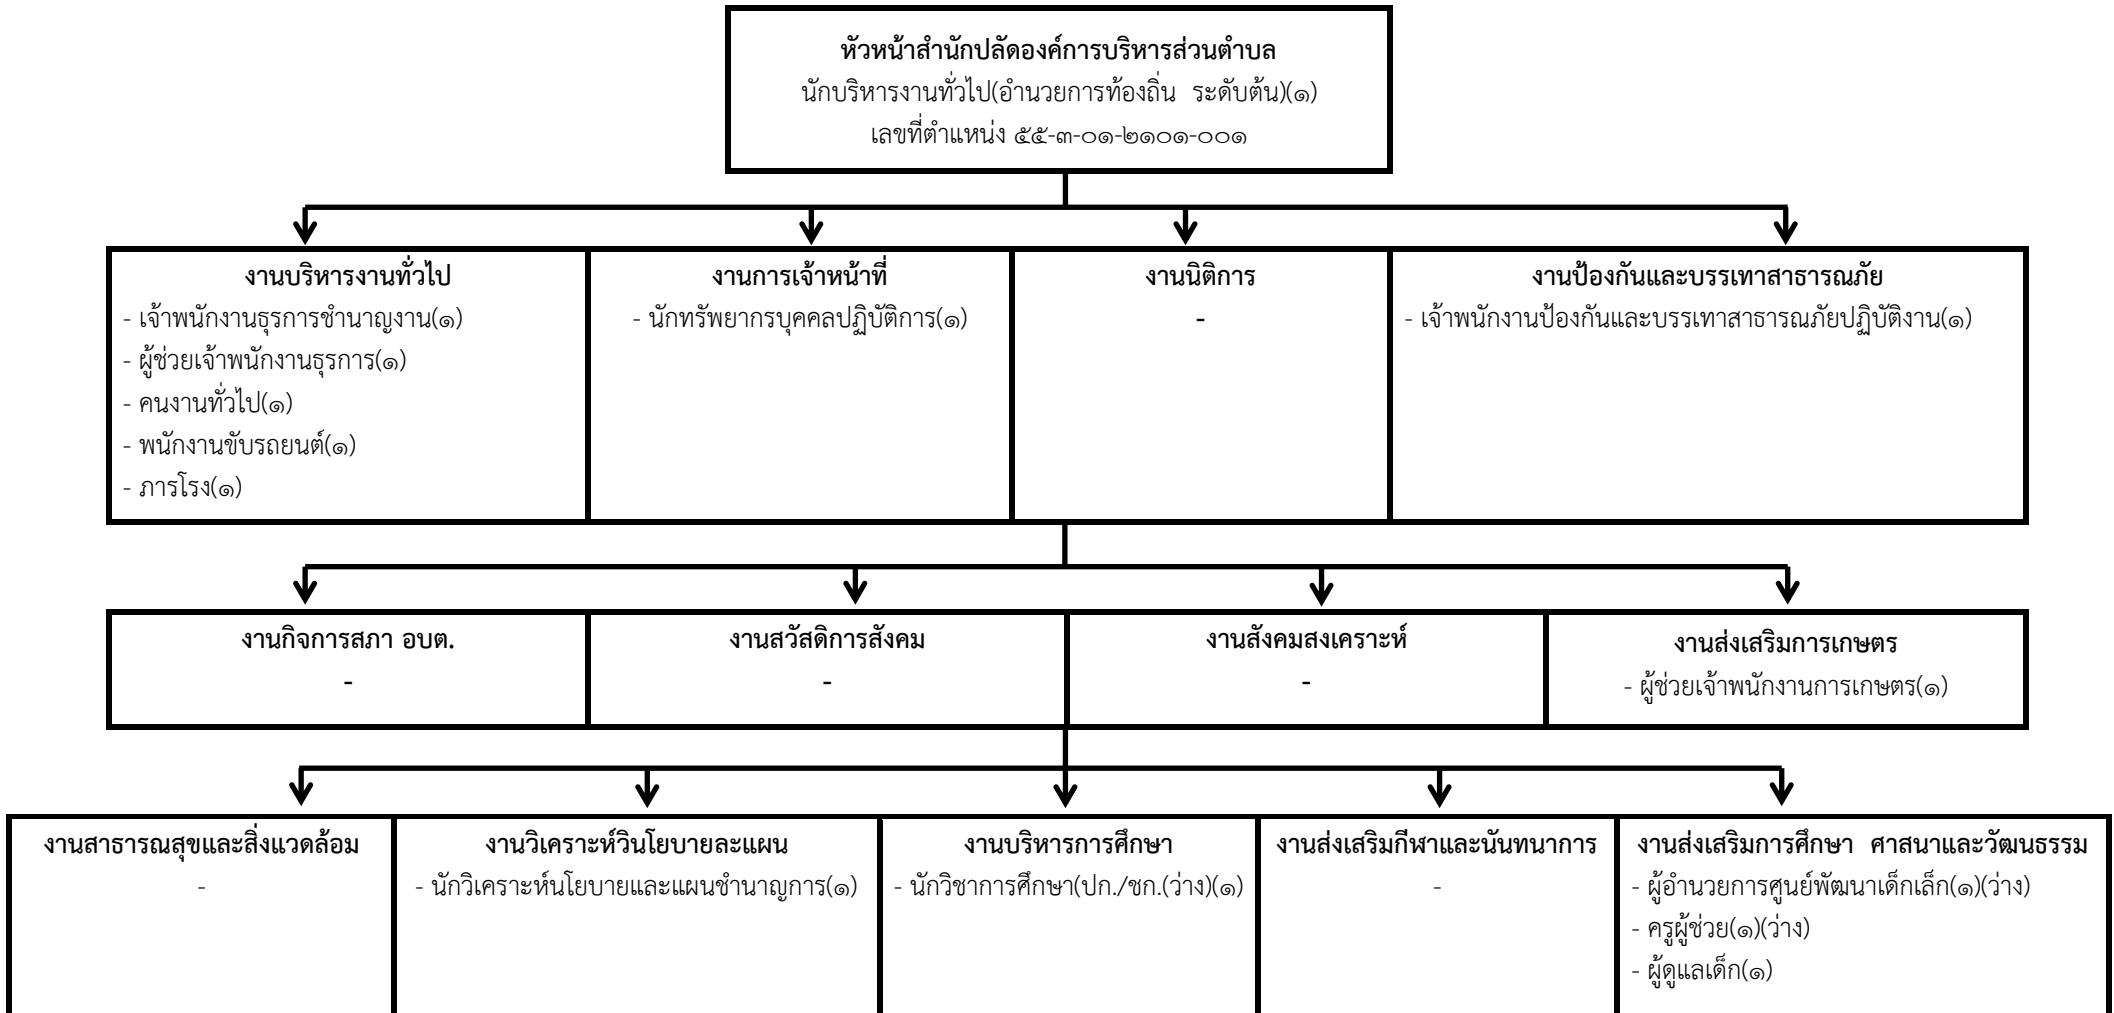 หัวหน้าสำนักปลัดองค์การบริหารส่วนตำบล
นักบริหารงานทั่วไป(อำนวยการท้องถิ่น ระดับต้น)(๑)
เลขที่ตำแหน่ง ๕๕-๓-๐๑-๒๑๐๑-๐๐๑
งานบริหารงานทั่วไป
- เจ้าพนักงานธุรการชำนาญงาน(๑)
- ผู้ช่วยเจ้าพนักงานธุรการ(๑)
- คนงานทั่วไป(๑)
- พนักงานขับรถยนต์(๑)
- ภารโรง(๑)
งานการเจ้าหน้าที่
- นักทรัพยากรบุคคลปฏิบัติการ(๑)
งานนิติการ
-
งานป้องกันและบรรเทาสาธารณภัย
- เจ้าพนักงานป้องกันและบรรเทาสาธารณภัยปฏิบัติงาน(๑)
งานกิจการสภา อบต.
-
งานสวัสดิการสังคม
-
งานสังคมสงเคราะห์
-
งานส่งเสริมการเกษตร
- ผู้ช่วยเจ้าพนักงานการเกษตร(๑)
งานสาธารณสุขและสิ่งแวดล้อม
-
งานวิเคราะห์วินโยบายละแผน
- นักวิเคราะห์นโยบายและแผนชำนาญการ(๑)
งานบริหารการศึกษา
- นักวิชาการศึกษา(ปก./ชก.(ว่าง)(๑)
งานส่งเสริมกีฬาและนันทนาการ
-
งานส่งเสริมการศึกษา ศาสนาและวัฒนธรรม
- ผู้อำนวยการศูนย์พัฒนาเด็กเล็ก(๑)(ว่าง)
- ครูผู้ช่วย(๑)(ว่าง)
- ผู้ดูแลเด็ก(๑)